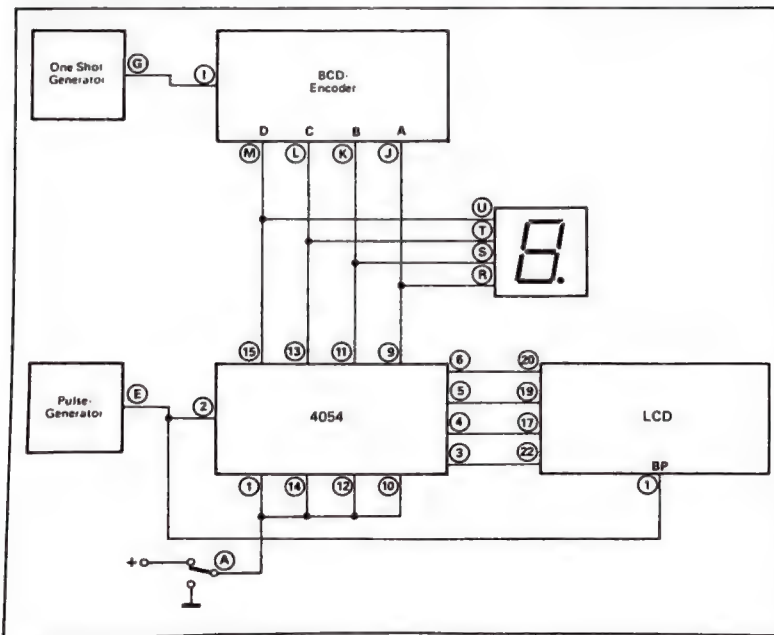 One Shot
Generator
G
I
BCD-
Encoder
D C B A
M L K J
U
T
S
R
8.
15 13 11 9
Pulse-
Generator
E
2
4054
6 20
5 19
4 17
3 22
LCD
BP
1 14 12 10
1
+
A